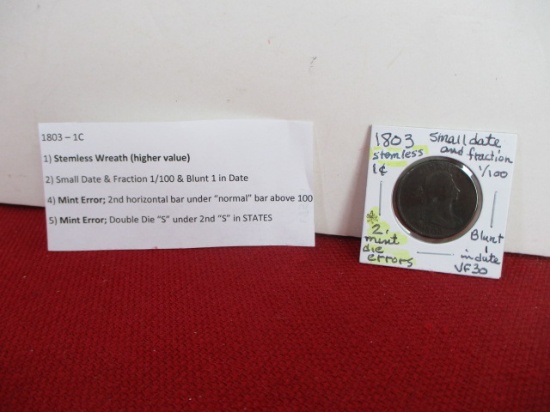 1803 – 1C
1) Stemless Wreath (higher value)
2) Small Date & Fraction 1/100 & Blunt 1 in Date
4) Mint Error; 2nd horizontal bar under "normal" bar above 100
5) Mint Error; Double Die "S" under 2nd "S" in STATES
1803
stemless
1¢
Small date
and fraction
1/100
2
mint
die
errors
Blunt
1
in date
VF30